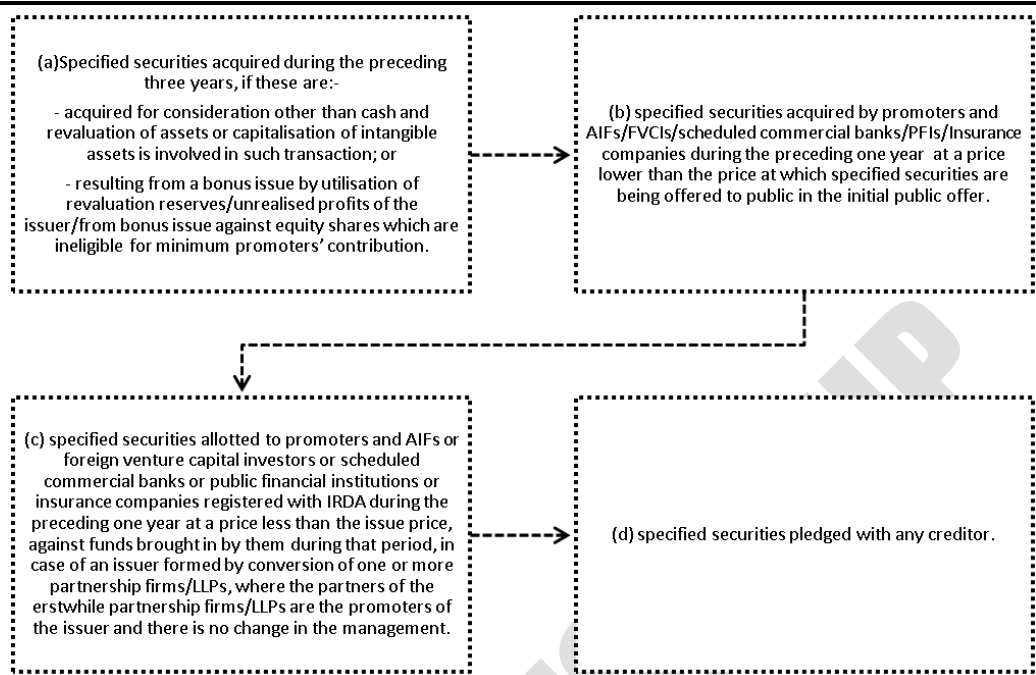 (a)Specified securities acquired during the preceding
three years, if these are:-
- acquired for consideration other than cash and
revaluation of assets or capitalisation of intangible
assets is involved in such transaction; or
- resulting from a bonus issue by utilisation of
revaluation reserves/unrealised profits of the
issuer/from bonus issue against equity shares which are
ineligible for minimum promoters' contribution.
(b) specified securities acquired by promoters and
AIFs/FVCIs/scheduled commercial banks/PFIs/Insurance
companies during the preceding one year at a price
lower than the price at which specified securities are
being offered to public in the initial public offer.
(c) specified securities allotted to promoters and AIFs or
foreign venture capital investors or scheduled
commercial banks or public financial institutions or
insurance companies registered with IRDA during the
preceding one year at a price less than the issue price,
against funds brought in by them during that period, in
case of an issuer formed by conversion of one or more
partnership firms/LLPs, where the partners of the
erstwhile partnership firms/LLPs are the promoters of
the issuer and there is no change in the management.
(d) specified securities pledged with any creditor.